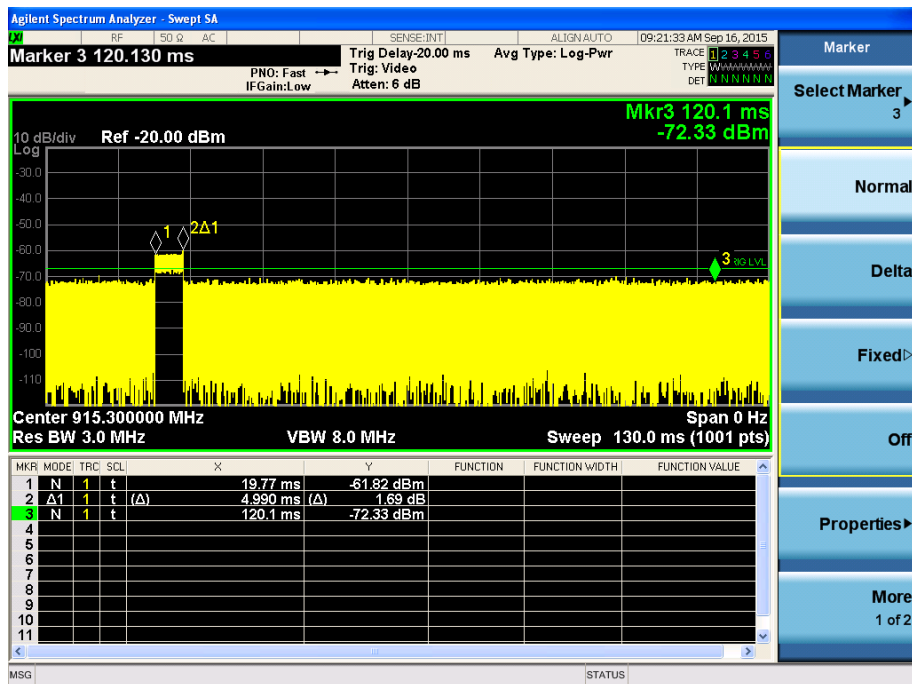 Agilent Spectrum Analyzer - Swept SA
LXI RF 50 Ω AC SENSE:INT ALIGN AUTO 09:21:33 AM Sep 16, 2015
Marker 3 120.130 ms
PNO: Fast
IFGain:Low
Trig Delay-20.00 ms
Trig: Video
Atten: 6 dB
Avg Type: Log-Pwr
TRACE 1 2 3 4 5 6
TYPE WWWWWW
DET N N N N N N
Mkr3 120.1 ms
-72.33 dBm
10 dB/div Ref -20.00 dBm
Log
-30.0
-40.0
-50.0
-60.0
-70.0
-80.0
-90.0
-100
-110
1
2Δ1
3
TRIG LVL
Center 915.300000 MHz Span 0 Hz
Res BW 3.0 MHz VBW 8.0 MHz Sweep 130.0 ms (1001 pts)
MKR MODE TRC SCL X Y FUNCTION FUNCTION WIDTH FUNCTION VALUE
1 N 1 t 19.77 ms -61.82 dBm
2 Δ1 1 t (Δ) 4.990 ms (Δ) 1.69 dB
3 N 1 t 120.1 ms -72.33 dBm
4
5
6
7
8
9
10
11
MSG STATUS
Marker
Select Marker
3
Normal
Delta
Fixed
Off
Properties
More
1 of 2